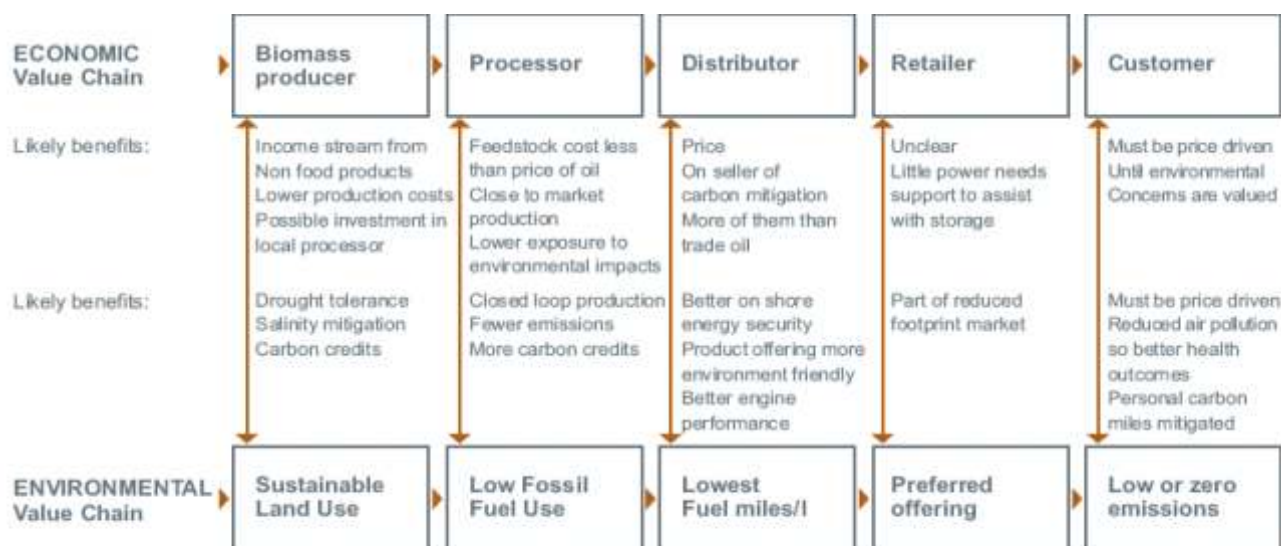 ECONOMIC
Value Chain
Biomass
producer
Processor
Distributor
Retailer
Customer
Likely benefits:
Income stream from
Non food products
Lower production costs
Possible investment in
local processor
Feedstock cost less
than price of oil
Close to market
production
Lower exposure to
environmental impacts
Price
On seller of
carbon mitigation
More of them than
trade oil
Unclear
Little power needs
support to assist
with storage
Must be price driven
Until environmental
Concerns are valued
Likely benefits:
Drought tolerance
Salinity mitigation
Carbon credits
Closed loop production
Fewer emissions
More carbon credits
Better on shore
energy security
Product offering more
environment friendly
Better engine
performance
Part of reduced
footprint market
Must be price driven
Reduced air pollution
so better health
outcomes
Personal carbon
miles mitigated
ENVIRONMENTAL
Value Chain
Sustainable
Land Use
Low Fossil
Fuel Use
Lowest
Fuel miles/l
Preferred
offering
Low or zero
emissions